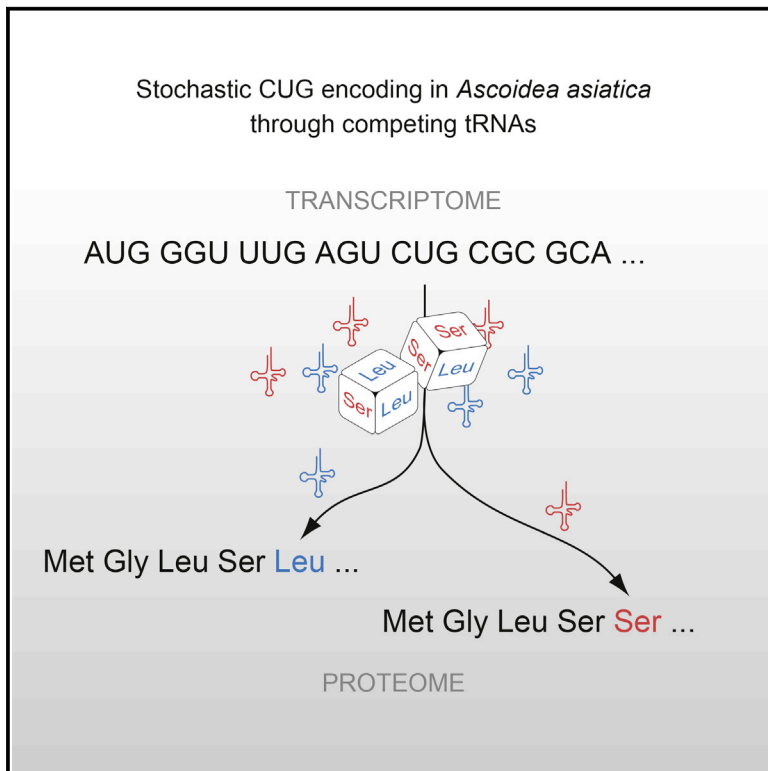 Stochastic CUG encoding in Ascoidea asiatica
through competing tRNAs
TRANSCRIPTOME
AUG GGU UUG AGU CUG CGC GCA ...
Ser
Ser
Leu
Leu
Ser
Leu
Met Gly Leu Ser Leu ...
Met Gly Leu Ser Ser ...
PROTEOME